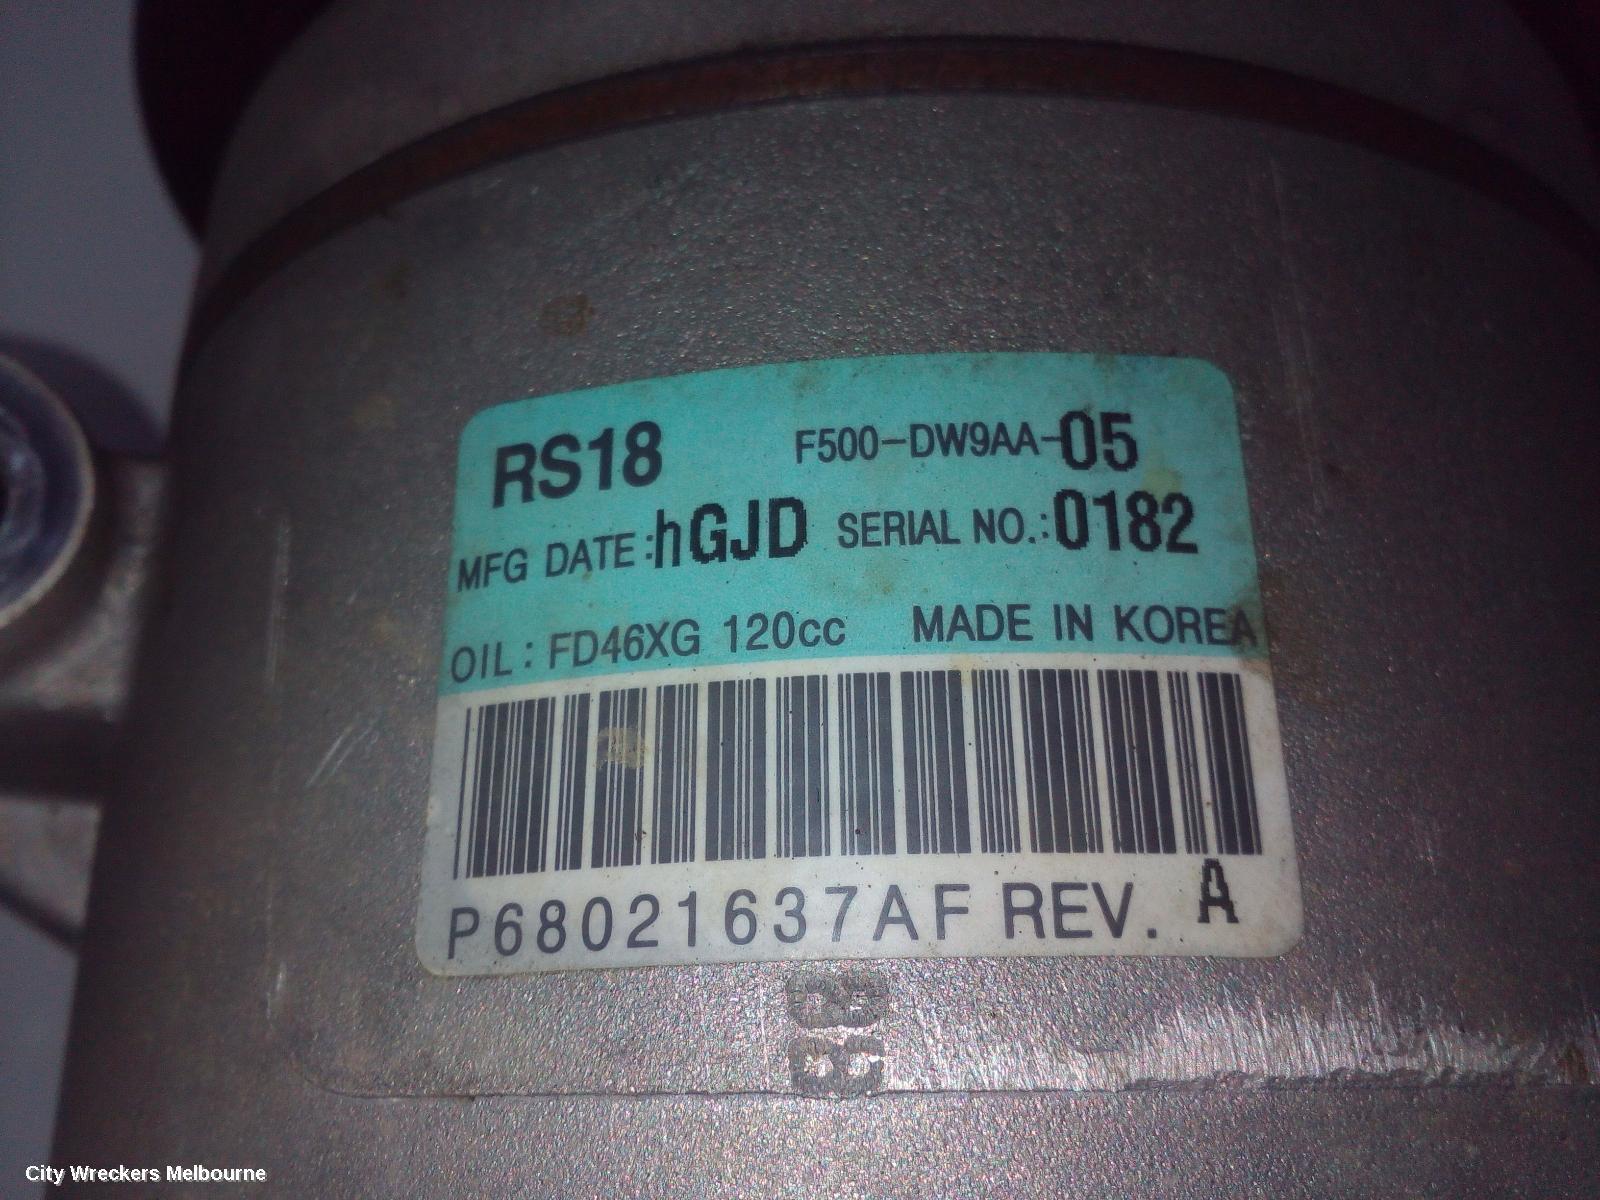 RS18 F500-DW9AA-05
MFG DATE:hGJD SERIAL NO.:0182
OIL : FD46XG 120cc MADE IN KOREA
P68021637AF REV. A
City Wreckers Melbourne